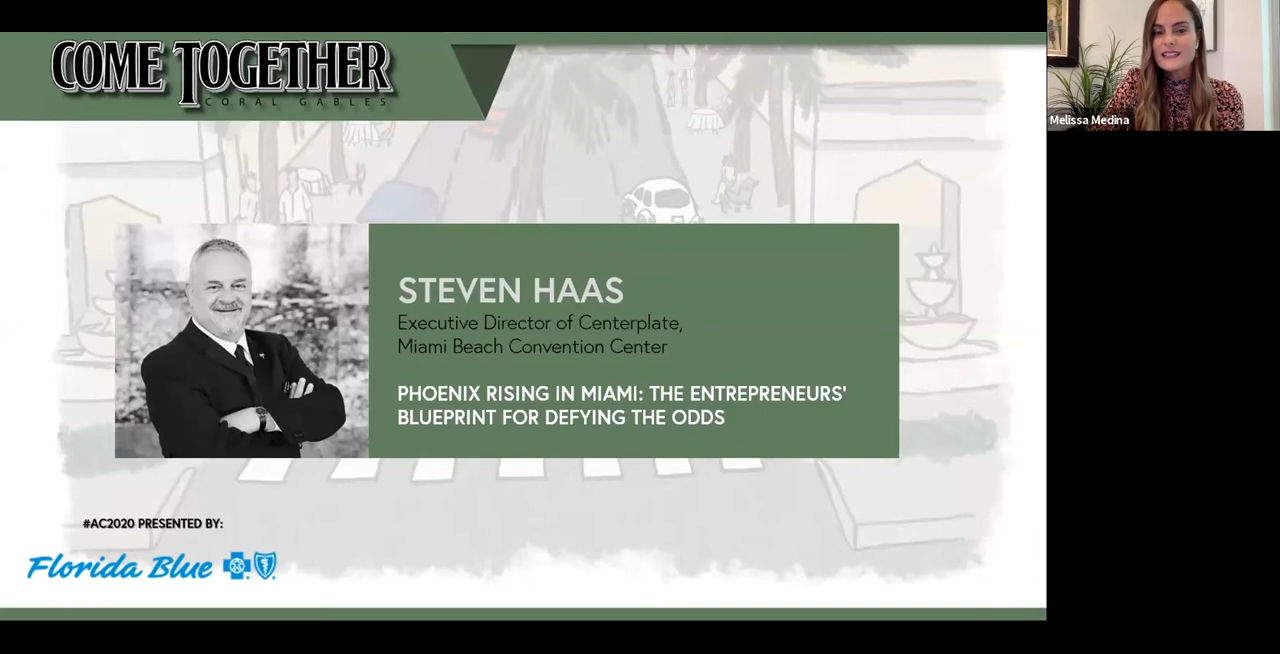 COME TOGETHER
CORAL GABLES
Melissa Medina
STEVEN HAAS
Executive Director of Centerplate,
Miami Beach Convention Center
PHOENIX RISING IN MIAMI: THE ENTREPRENEURS'
BLUEPRINT FOR DEFYING THE ODDS
#AC2020 PRESENTED BY:
Florida Blue